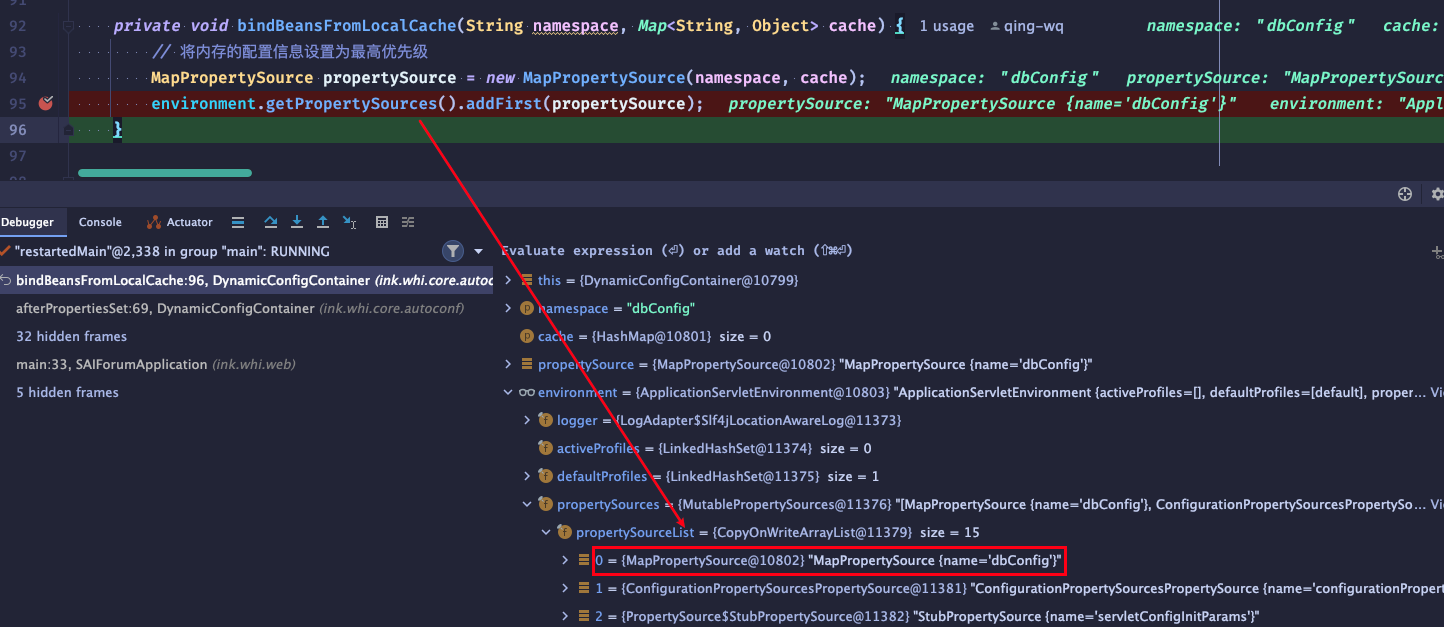 92 private void bindBeansFromLocalCache(String namespace, Map<String, Object> cache) { 1 usage qing-wq namespace: "dbConfig" cache:
93 // 将内存的配置信息设置为最高优先级
94 MapPropertySource propertySource = new MapPropertySource(namespace, cache); namespace: "dbConfig" propertySource: "MapPropertySourc
95 environment.getPropertySources().addFirst(propertySource); propertySource: "MapPropertySource {name='dbConfig'}" environment: "Appl
96 }
97
Debugger Console Actuator
"restartedMain"@2,338 in group "main": RUNNING
Evaluate expression (⏎) or add a watch (⇧⌘⏎)
bindBeansFromLocalCache:96, DynamicConfigContainer (ink.whi.core.autoc
afterPropertiesSet:69, DynamicConfigContainer (ink.whi.core.autoconf)
32 hidden frames
main:33, SAIForumApplication (ink.whi.web)
5 hidden frames
this = {DynamicConfigContainer@10799}
namespace = "dbConfig"
cache = {HashMap@10801} size = 0
propertySource = {MapPropertySource@10802} "MapPropertySource {name='dbConfig'}"
environment = {ApplicationServletEnvironment@10803} "ApplicationServletEnvironment {activeProfiles=[], defaultProfiles=[default], proper... Vi
logger = {LogAdapter$Slf4jLocationAwareLog@11373}
activeProfiles = {LinkedHashSet@11374} size = 0
defaultProfiles = {LinkedHashSet@11375} size = 1
propertySources = {MutablePropertySources@11376} "[MapPropertySource {name='dbConfig'}, ConfigurationPropertySourcesPropertySo... Vi
propertySourceList = {CopyOnWriteArrayList@11379} size = 15
0 = {MapPropertySource@10802} "MapPropertySource {name='dbConfig'}"
1 = {ConfigurationPropertySourcesPropertySource@11381} "ConfigurationPropertySourcesPropertySource {name='configurationPropert
2 = {PropertySource$StubPropertySource@11382} "StubPropertySource {name='servletConfigInitParams'}"